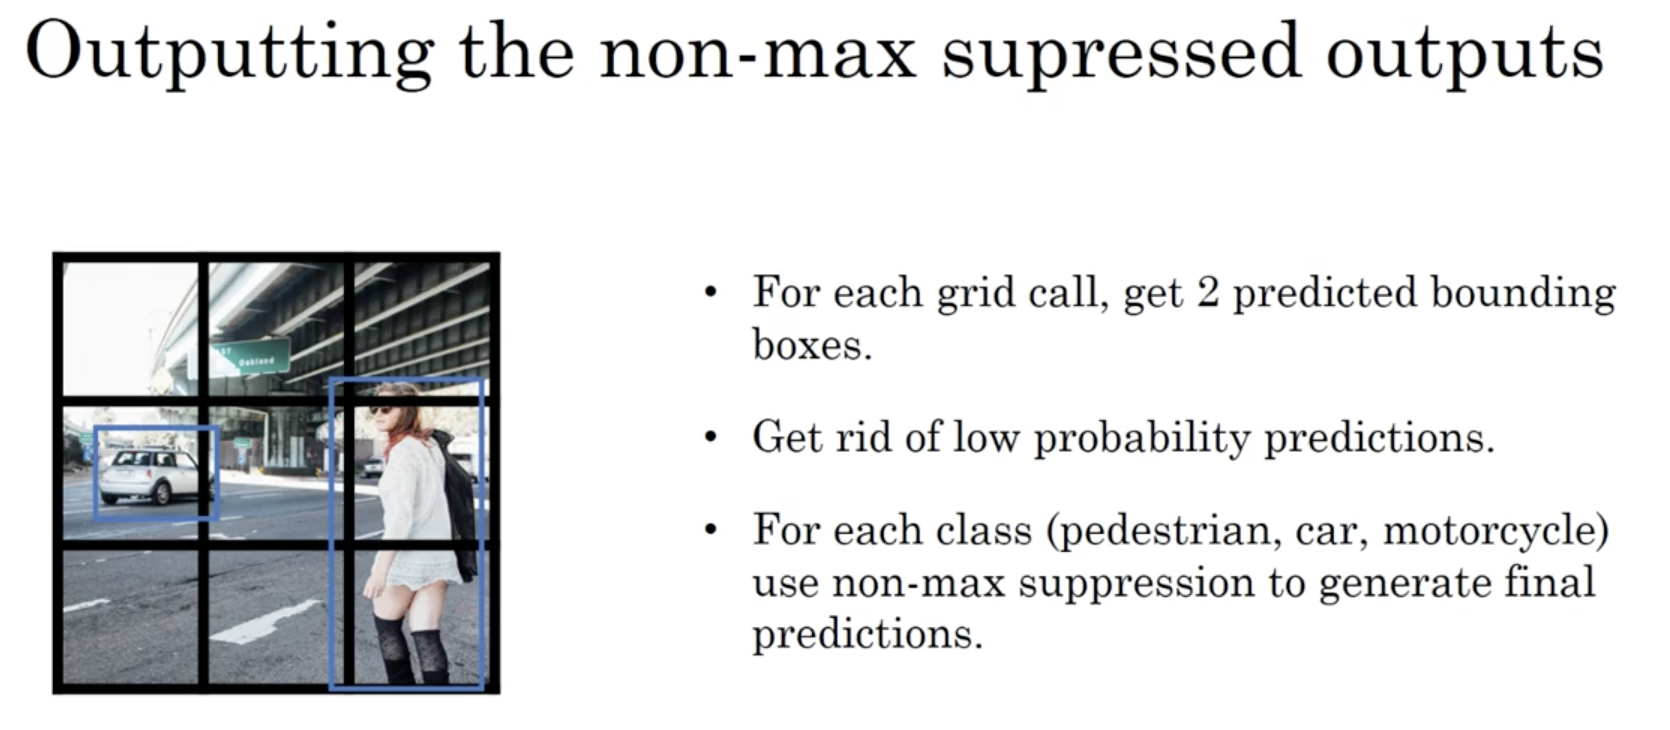 Outputting the non-max supressed outputs
• For each grid call, get 2 predicted bounding
boxes.
• Get rid of low probability predictions.
• For each class (pedestrian, car, motorcycle)
use non-max suppression to generate final
predictions.
ST
Oakland